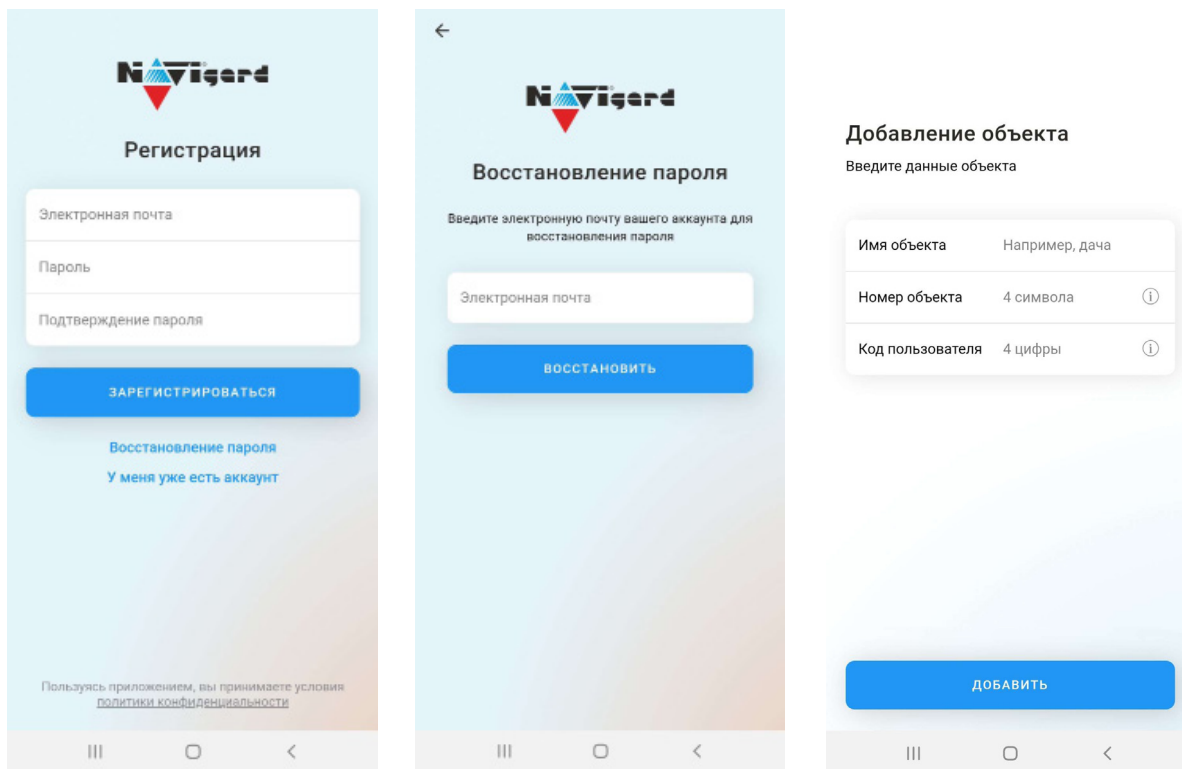 Navigard
Регистрация
Электронная почта
Пароль
Подтверждение пароля
ЗАРЕГИСТРИРОВАТЬСЯ
Восстановление пароля
У меня уже есть аккаунт
Пользуясь приложением, вы принимаете условия
политики конфиденциальности
Navigard
Восстановление пароля
Введите электронную почту вашего аккаунта для
восстановления пароля
Электронная почта
ВОССТАНОВИТЬ
Добавление объекта
Введите данные объекта
Имя объекта Например, дача
Номер объекта 4 символа
Код пользователя 4 цифры
ДОБАВИТЬ